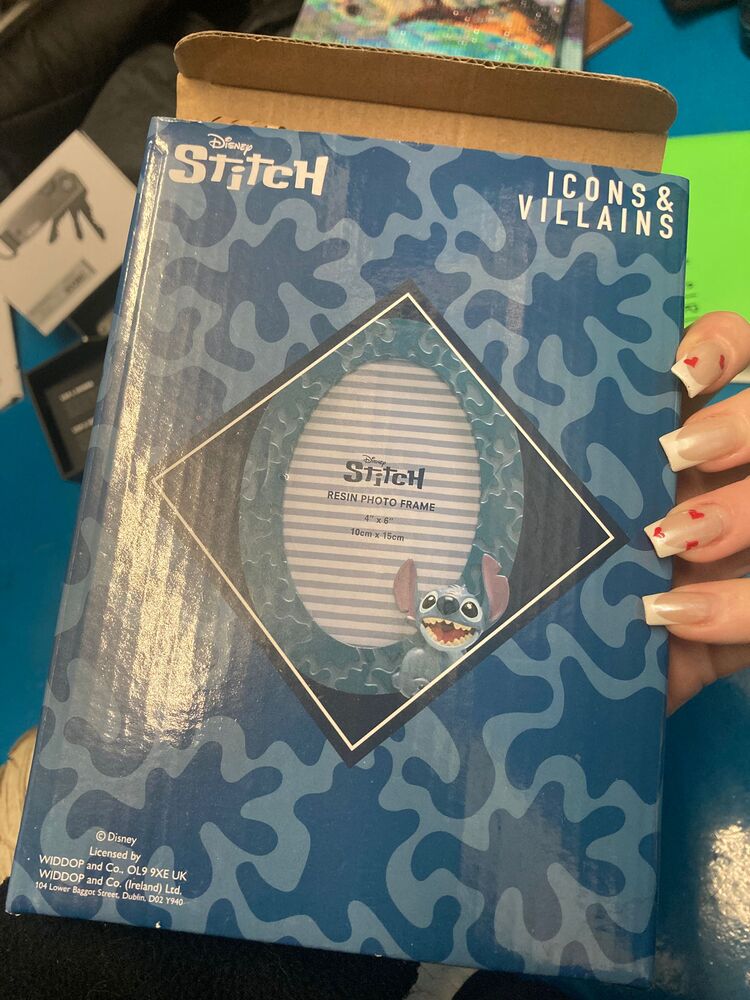 Disney
STITCH
ICONS &
VILLAINS
Disney
STITCH
RESIN PHOTO FRAME
4" x 6"
10cm x 15cm
© Disney
Licensed by
WIDDOP and Co., OL9 9XE UK
WIDDOP and Co. (Ireland) Ltd.
104 Lower Baggot Street, Dublin, D02 Y940